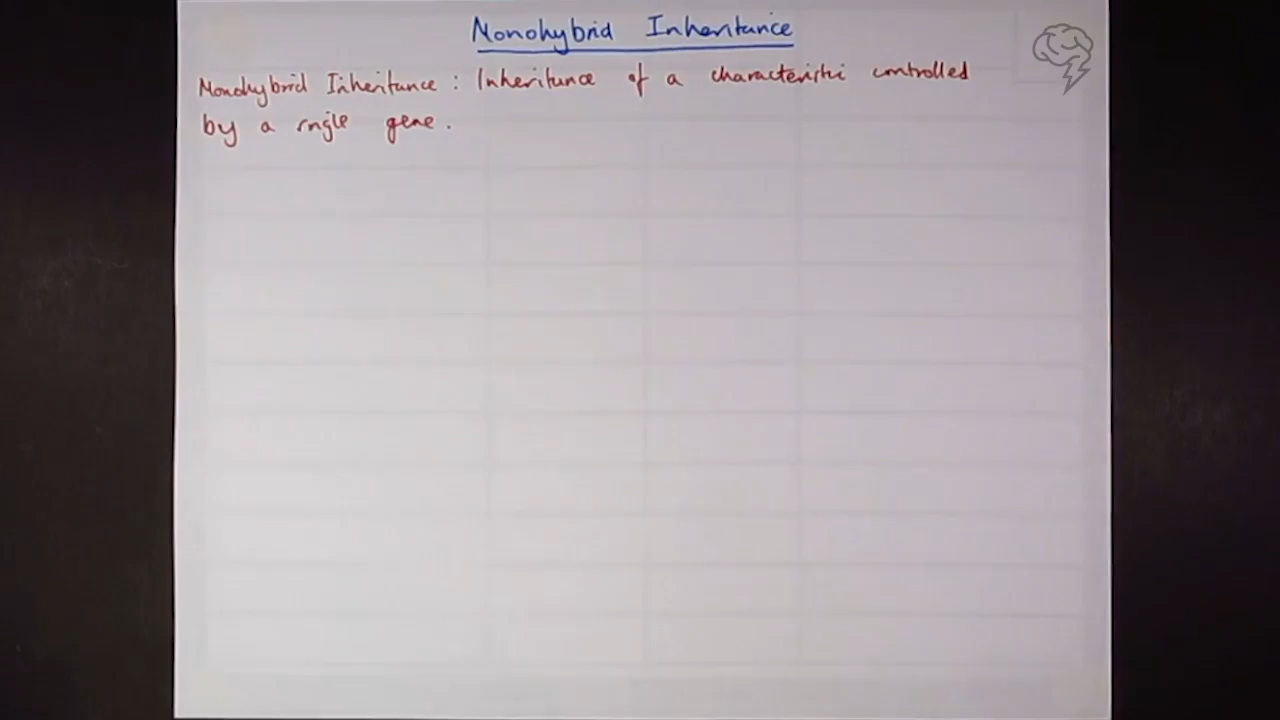 Monohybrid Inheritance
Monohybrid Inheritance : Inheritance of a characteristic controlled
by a single gene.